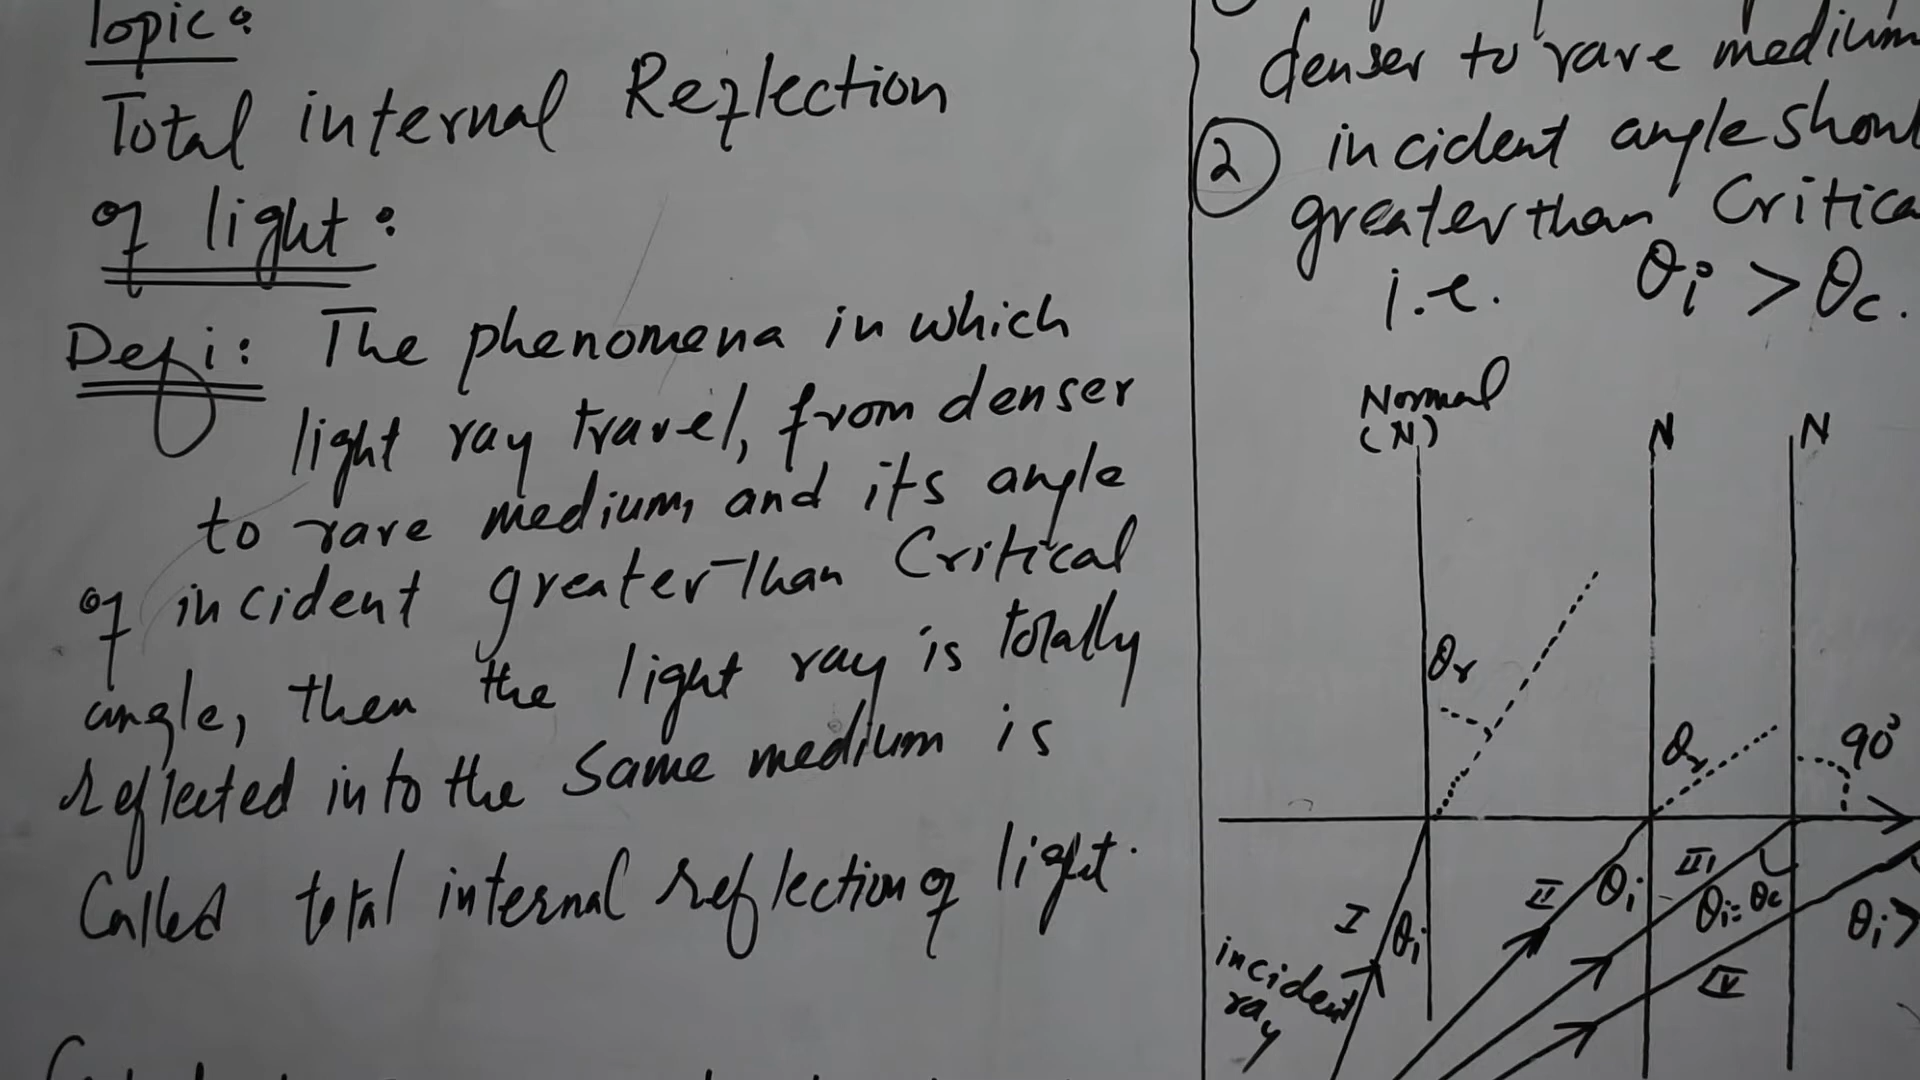 Topic:
Total internal Reflection
of light:
Defi: The phenomena in which
light ray travel, from denser
to rare medium, and its angle
of incident greater than Critical
angle, then the light ray is totally
reflected into the same medium is
Called total internal reflection of light.
denser to rare medium
② incident angle shoul
greater than Critica
i.e. θi > θc.
Normal
(N)
N
N
θr
θr
90°
I
θi
II
θi
III
θi = θc
IV
θi >
incident
ray